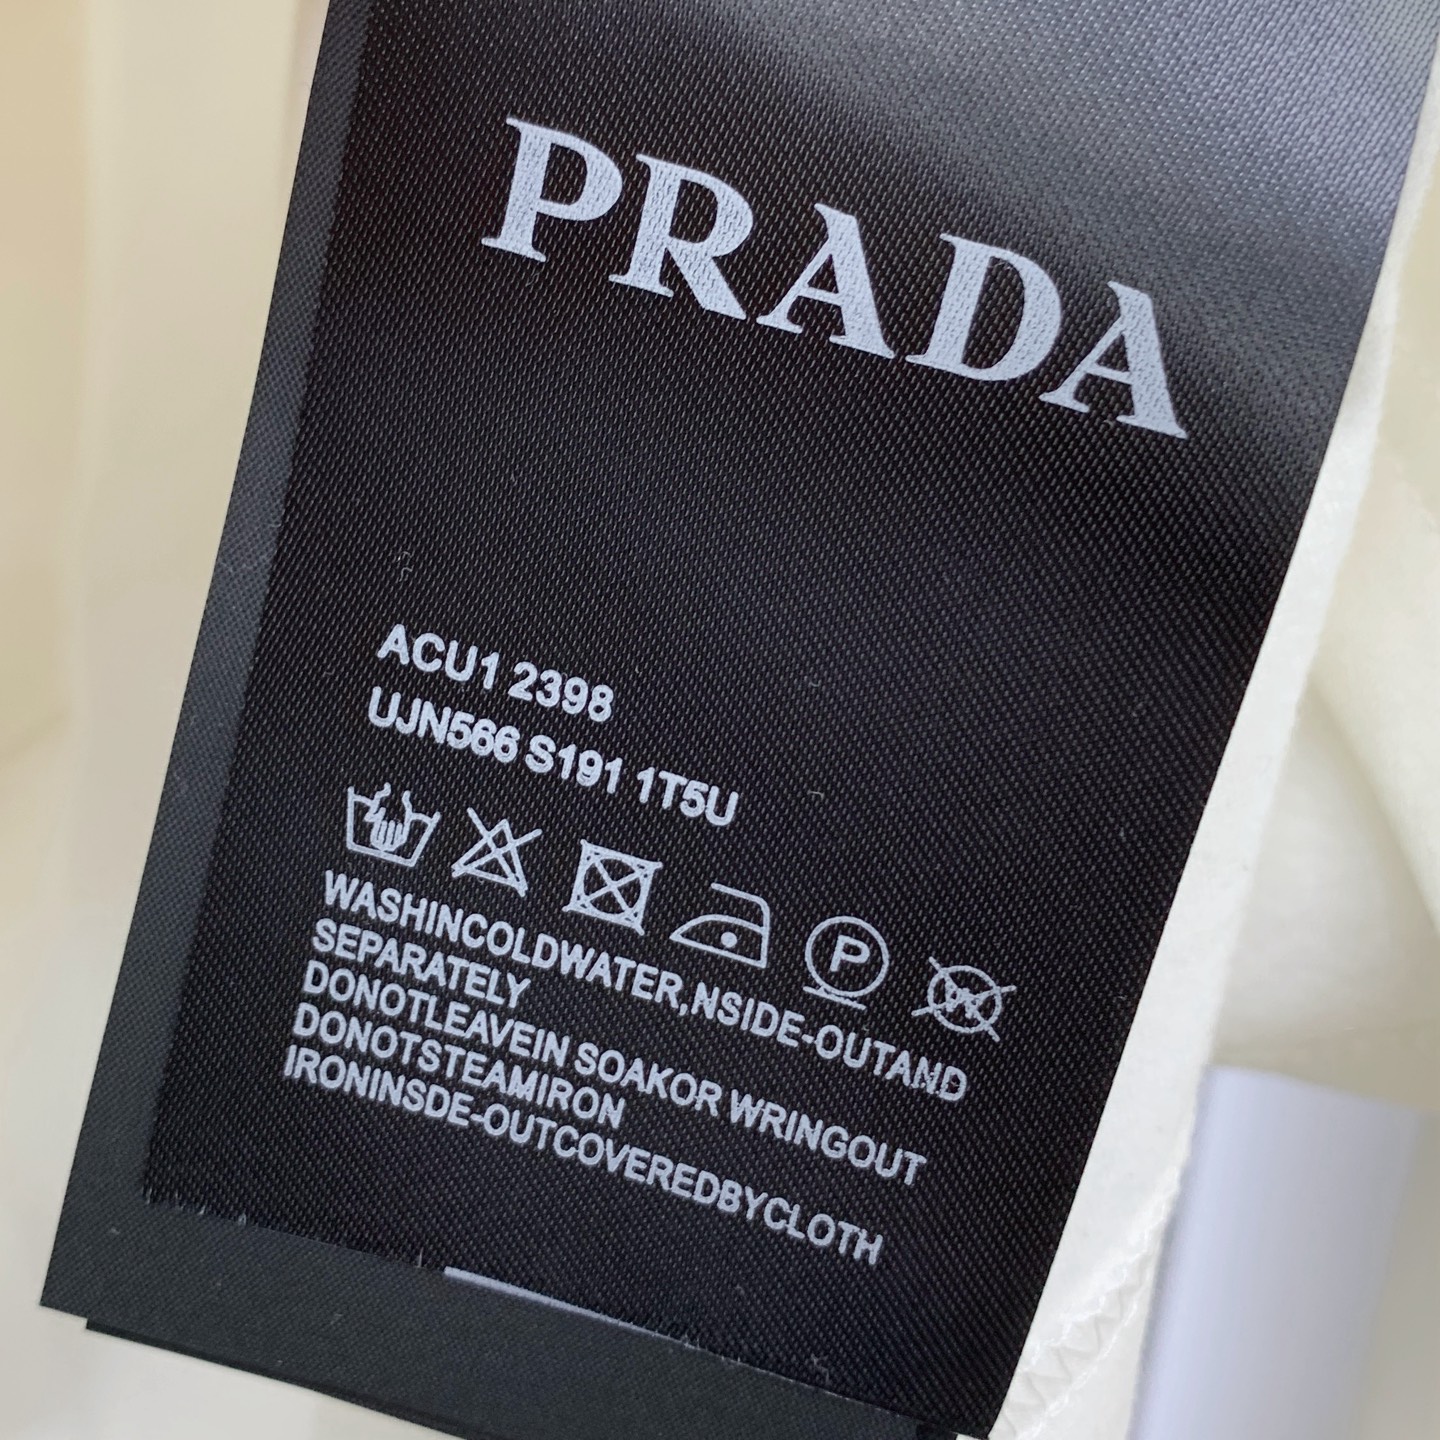 PRADA
ACU1 2398
UJN566 S191 1T5U
P
WASHINCOLDWATER,NSIDE-OUTAND
SEPARATELY
DONOTLEAVEIN SOAKOR WRINGOUT
DONOTSTEAMIRON
IRONINSDE-OUTCOVEREDBYCLOTH